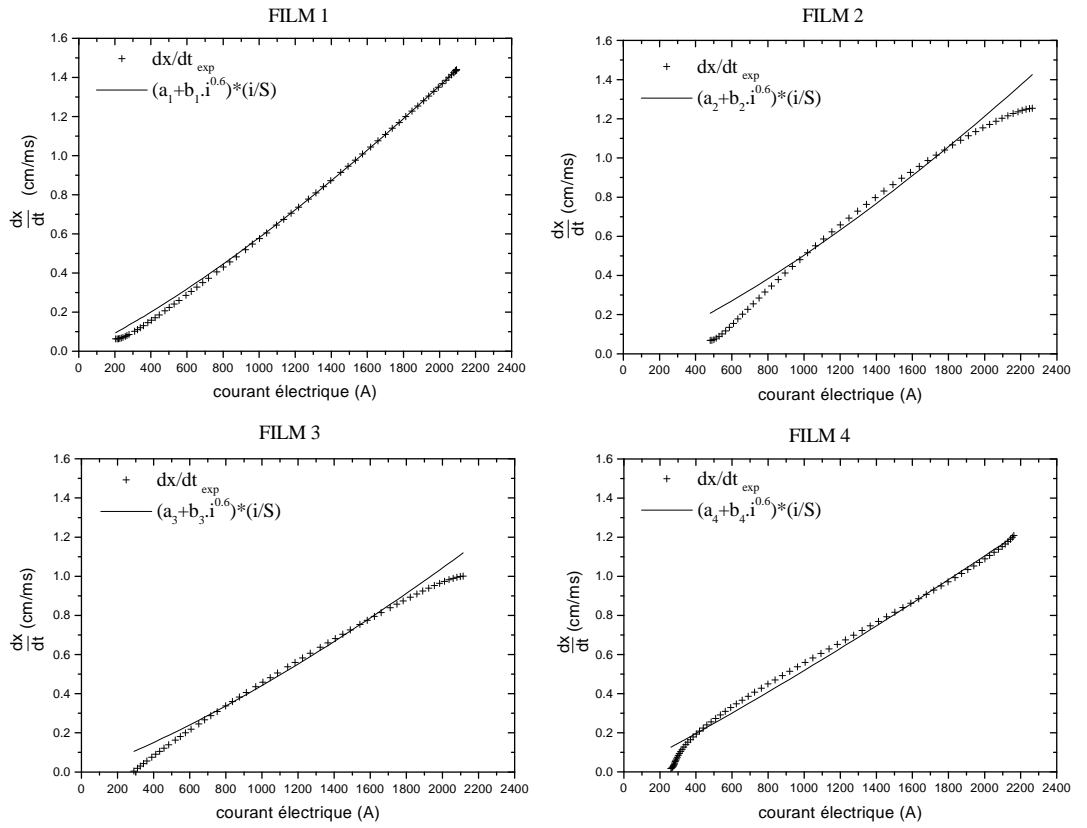 FILM 1
1.6
1.4
1.2
1.0
0.8
0.6
0.4
0.2
0.0
dx/dt (cm/ms)
dx/dt exp
(a1+b1.i^0.6)*(i/S)
0 200 400 600 800 1000 1200 1400 1600 1800 2000 2200 2400
courant électrique (A)
FILM 2
1.6
1.4
1.2
1.0
0.8
0.6
0.4
0.2
0.0
dx/dt (cm/ms)
dx/dt exp
(a2+b2.i^0.6)*(i/S)
0 200 400 600 800 1000 1200 1400 1600 1800 2000 2200 2400
courant électrique (A)
FILM 3
1.6
1.4
1.2
1.0
0.8
0.6
0.4
0.2
0.0
dx/dt (cm/ms)
dx/dt exp
(a3+b3.i^0.6)*(i/S)
0 200 400 600 800 1000 1200 1400 1600 1800 2000 2200 2400
courant électrique (A)
FILM 4
1.6
1.4
1.2
1.0
0.8
0.6
0.4
0.2
0.0
dx/dt (cm/ms)
dx/dt exp
(a4+b4.i^0.6)*(i/S)
0 200 400 600 800 1000 1200 1400 1600 1800 2000 2200 2400
courant électrique (A)